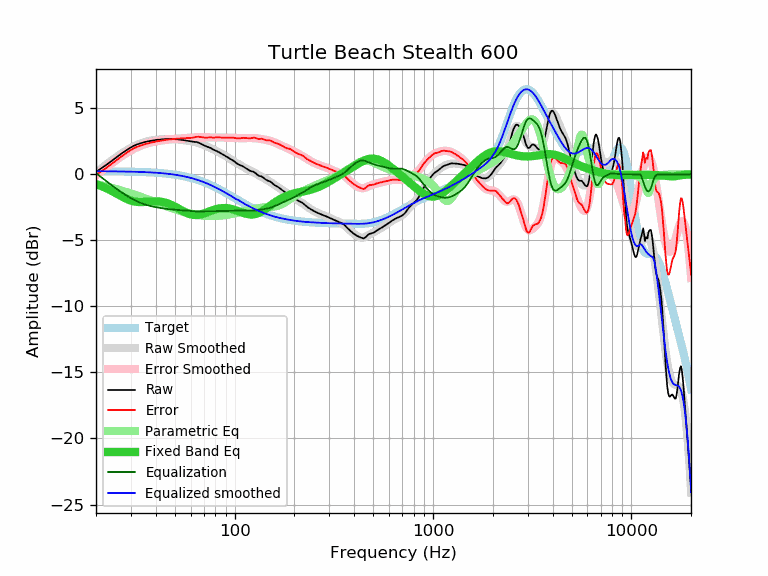 Turtle Beach Stealth 600
Amplitude (dBr)
5
0
−5
−10
−15
−20
−25
Target
Raw Smoothed
Error Smoothed
Raw
Error
Parametric Eq
Fixed Band Eq
Equalization
Equalized smoothed
100
1000
10000
Frequency (Hz)